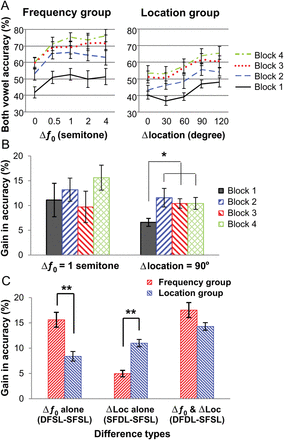 A
Frequency group
Location group
Both vowel accuracy (%)
80
70
60
50
40
30
0 0.5 1 2 4
Δf0 (semitone)
80
70
60
50
40
30
0 30 60 90 120
Δlocation (degree)
Block 4
Block 3
Block 2
Block 1
B
Gain in accuracy (%)
20
15
10
5
0
*
Δf0 = 1 semitone
Δlocation = 90º
Block 1
Block 2
Block 3
Block 4
C
Gain in accuracy (%)
20
15
10
5
0
**
**
Frequency group
Location group
Δf0 alone
(DFSL-SFSL)
ΔLoc alone
(SFDL-SFSL)
Δf0 & ΔLoc
(DFDL-SFSL)
Difference types